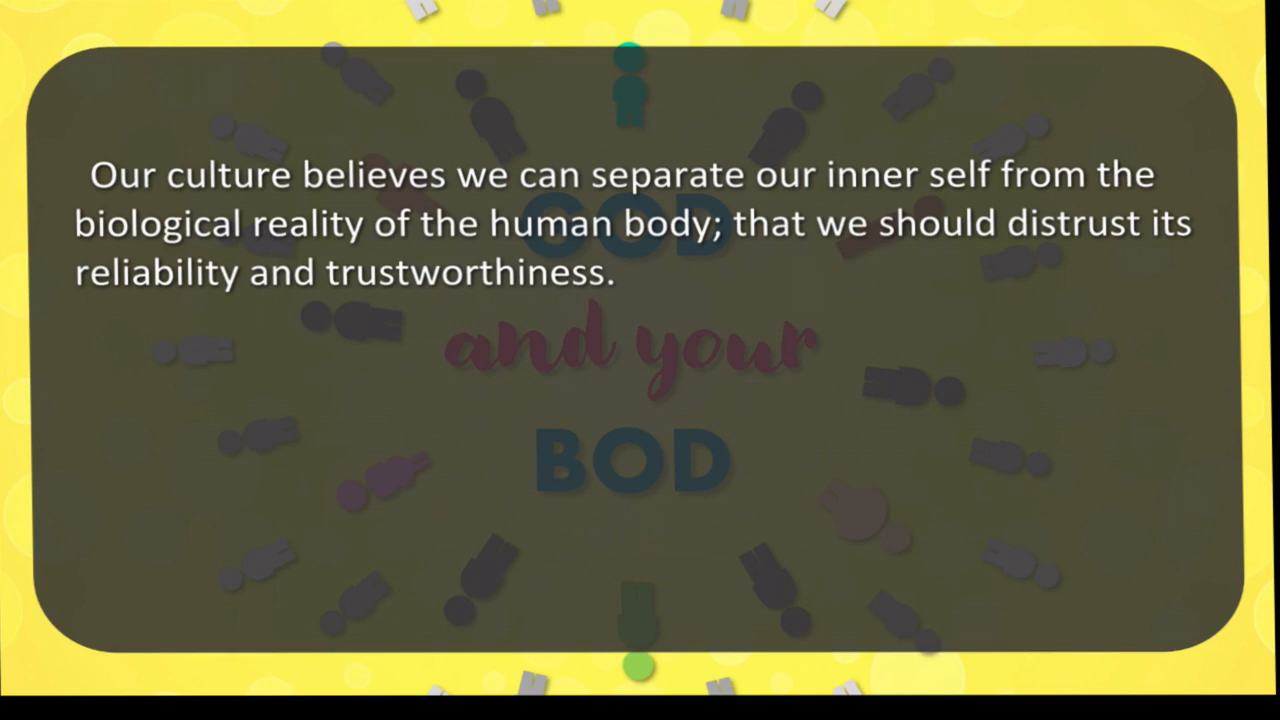 Our culture believes we can separate our inner self from the
biological reality of the human body; that we should distrust its
reliability and trustworthiness.
GOD
and your
BOD